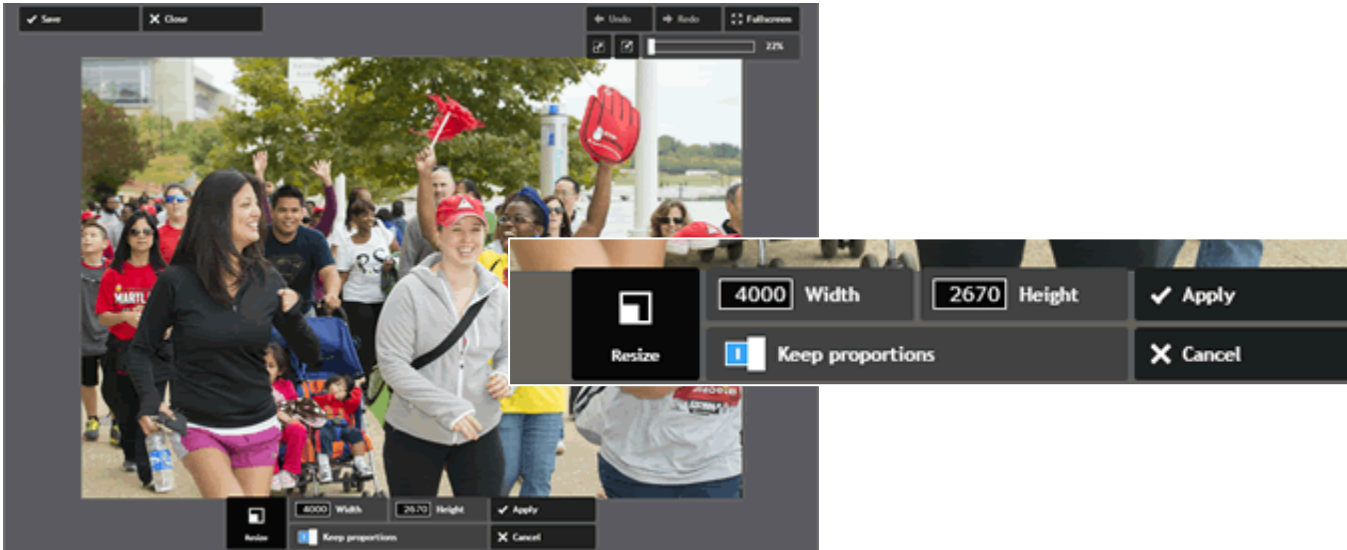 Save
Close
Undo
Redo
Fullscreen
22%
P.S.
MARTI
4000 Width
2670 Height
Apply
Resize
Keep proportions
Cancel
4000 Width
2670 Height
Apply
Resize
Keep proportions
Cancel